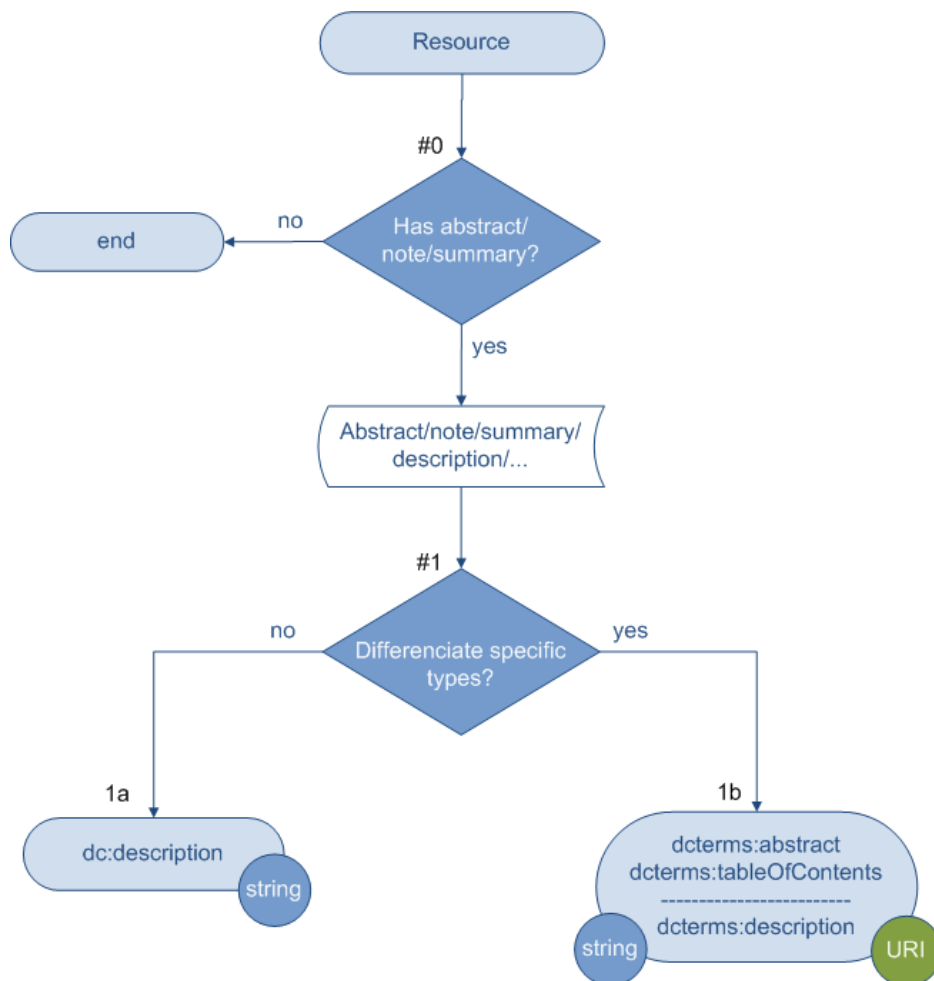 Resource
#0
Has abstract/
note/summary?
no
end
yes
Abstract/note/summary/
description/...
#1
Differenciate specific
types?
no
yes
1a
dc:description
string
1b
dcterms:abstract
dcterms:tableOfContents
-------------------------
dcterms:description
string
URI